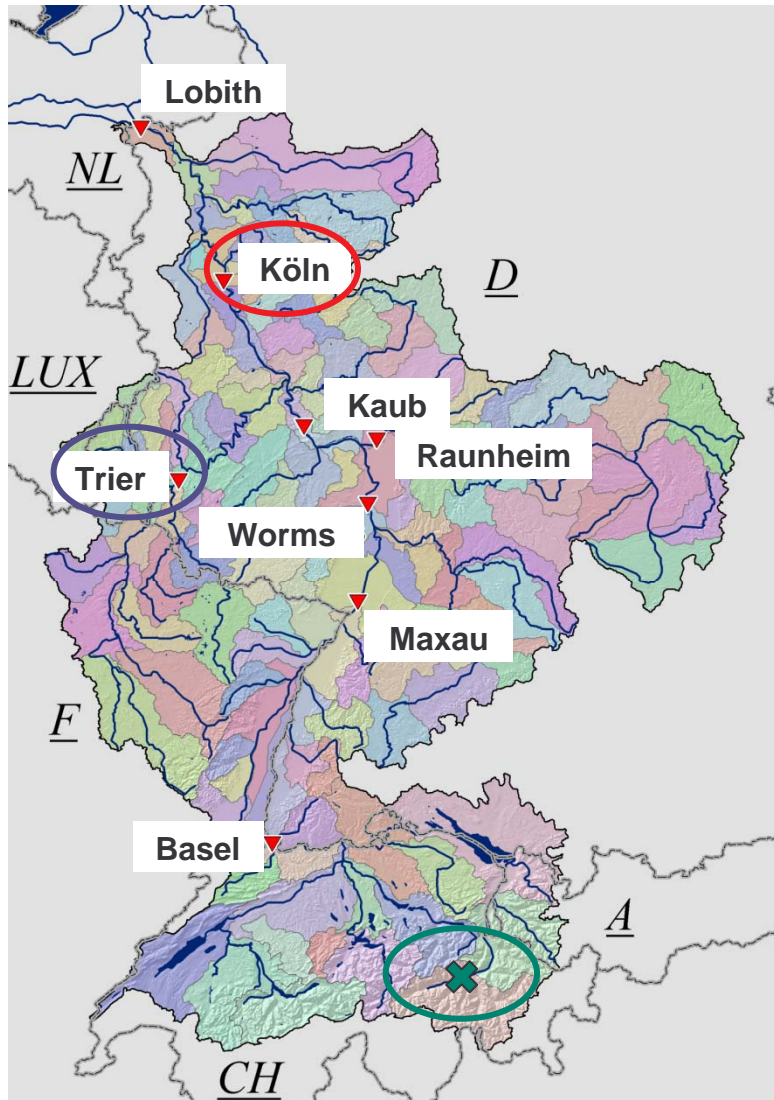 Lobith
NL
Köln
D
LUX
Kaub
Raunheim
Trier
Worms
Maxau
F
Basel
A
CH